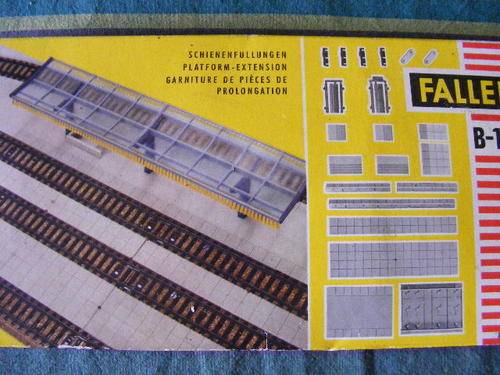 SCHIENENFÜLLUNGEN
PLATFORM-EXTENSION
GARNITURE DE PIÈCES DE
PROLONGATION
FALLE
B-1